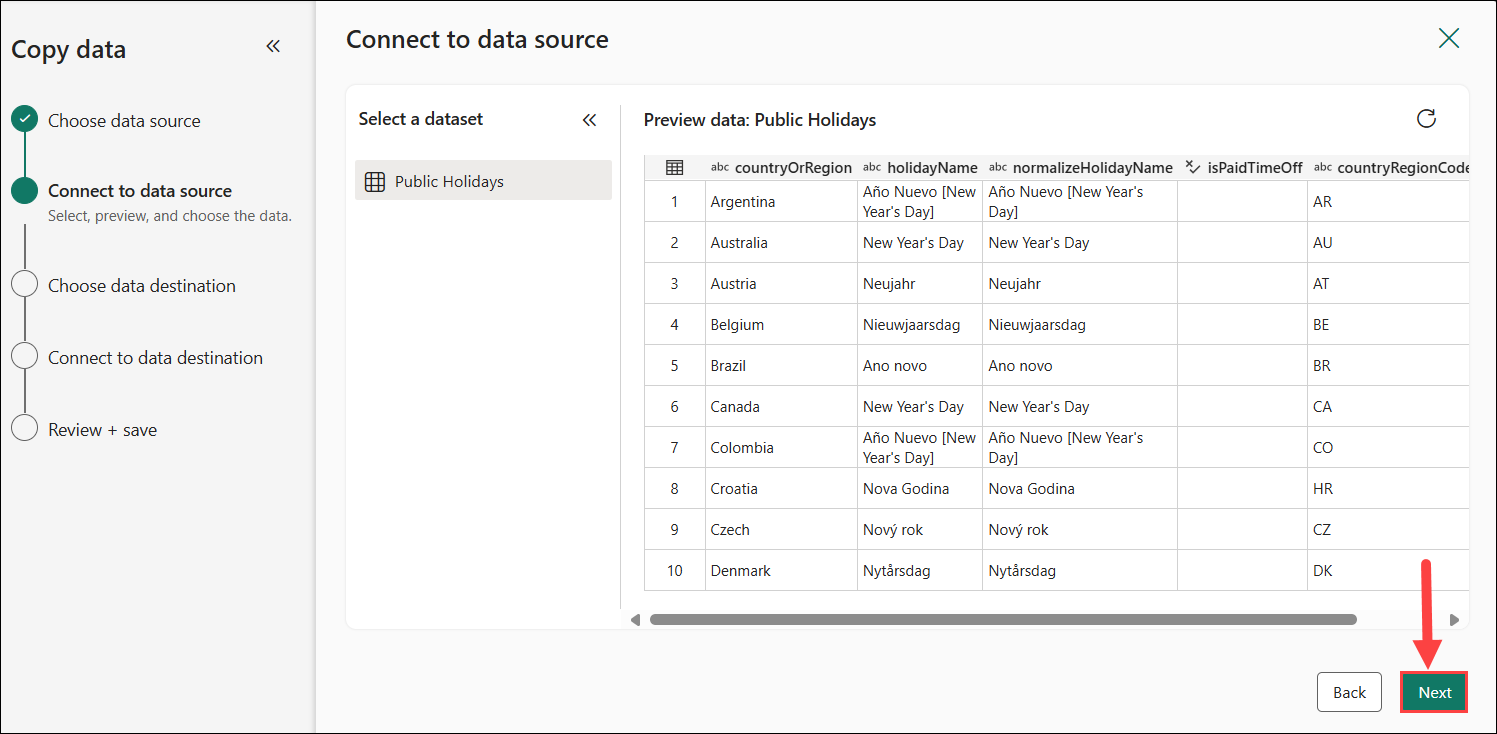 Copy data
Choose data source
Connect to data source
Select, preview, and choose the data.
Choose data destination
Connect to data destination
Review + save
Connect to data source
Select a dataset
Public Holidays
Preview data: Public Holidays
abc countryOrRegion abc holidayName abc normalizeHolidayName isPaidTimeOff abc countryRegionCode
1 Argentina Año Nuevo [New Year's Day] Año Nuevo [New Year's Day] AR
2 Australia New Year's Day New Year's Day AU
3 Austria Neujahr Neujahr AT
4 Belgium Nieuwjaarsdag Nieuwjaarsdag BE
5 Brazil Ano novo Ano novo BR
6 Canada New Year's Day New Year's Day CA
7 Colombia Año Nuevo [New Year's Day] Año Nuevo [New Year's Day] CO
8 Croatia Nova Godina Nova Godina HR
9 Czech Nový rok Nový rok CZ
10 Denmark Nytårsdag Nytårsdag DK
Back Next